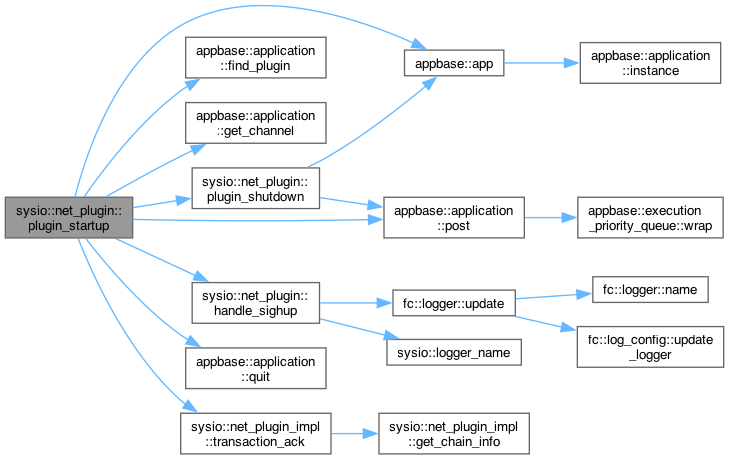 sysio::net_plugin::
plugin_startup
appbase::application
::find_plugin
appbase::application
::get_channel
sysio::net_plugin::
plugin_shutdown
sysio::net_plugin::
handle_sighup
appbase::application
::quit
sysio::net_plugin_impl
::transaction_ack
appbase::app
appbase::application
::post
fc::logger::update
sysio::logger_name
sysio::net_plugin_impl
::get_chain_info
appbase::application
::instance
appbase::execution
_priority_queue::wrap
fc::logger::name
fc::log_config::update
_logger